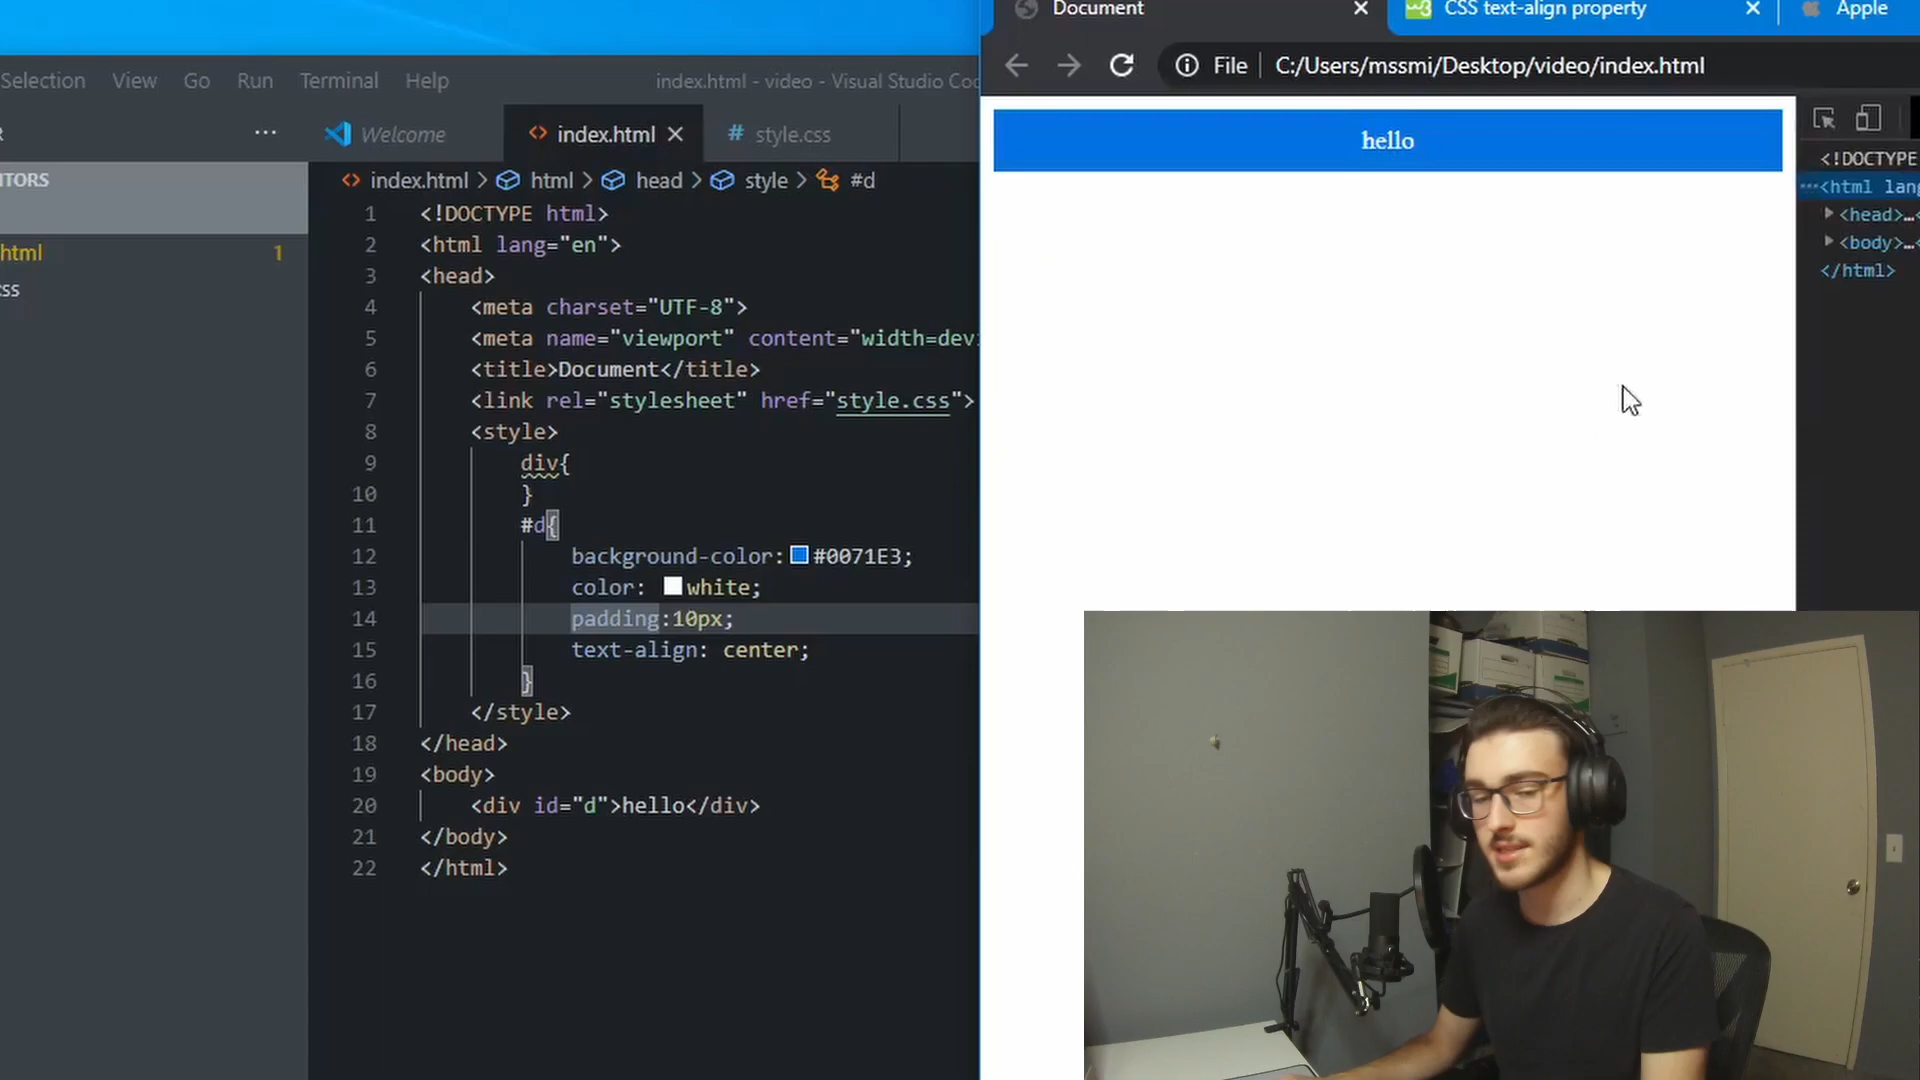 Document
CSS text-align property
Apple
Selection View Go Run Terminal Help
index.html - video - Visual Studio Co
File C:/Users/mssmi/Desktop/video/index.html
Welcome
index.html
# style.css
index.html > html > head > style > #d
TORS
html 1
ss
1 <!DOCTYPE html>
2 <html lang="en">
3 <head>
4 <meta charset="UTF-8">
5 <meta name="viewport" content="width=devi
6 <title>Document</title>
7 <link rel="stylesheet" href="style.css">
8 <style>
9 div{
10 }
11 #d{
12 background-color: #0071E3;
13 color: white;
14 padding:10px;
15 text-align: center;
16 }
17 </style>
18 </head>
19 <body>
20 <div id="d">hello</div>
21 </body>
22 </html>
hello
<!DOCTYPE
…<html lang
<head>…<
<body>…<
</html>